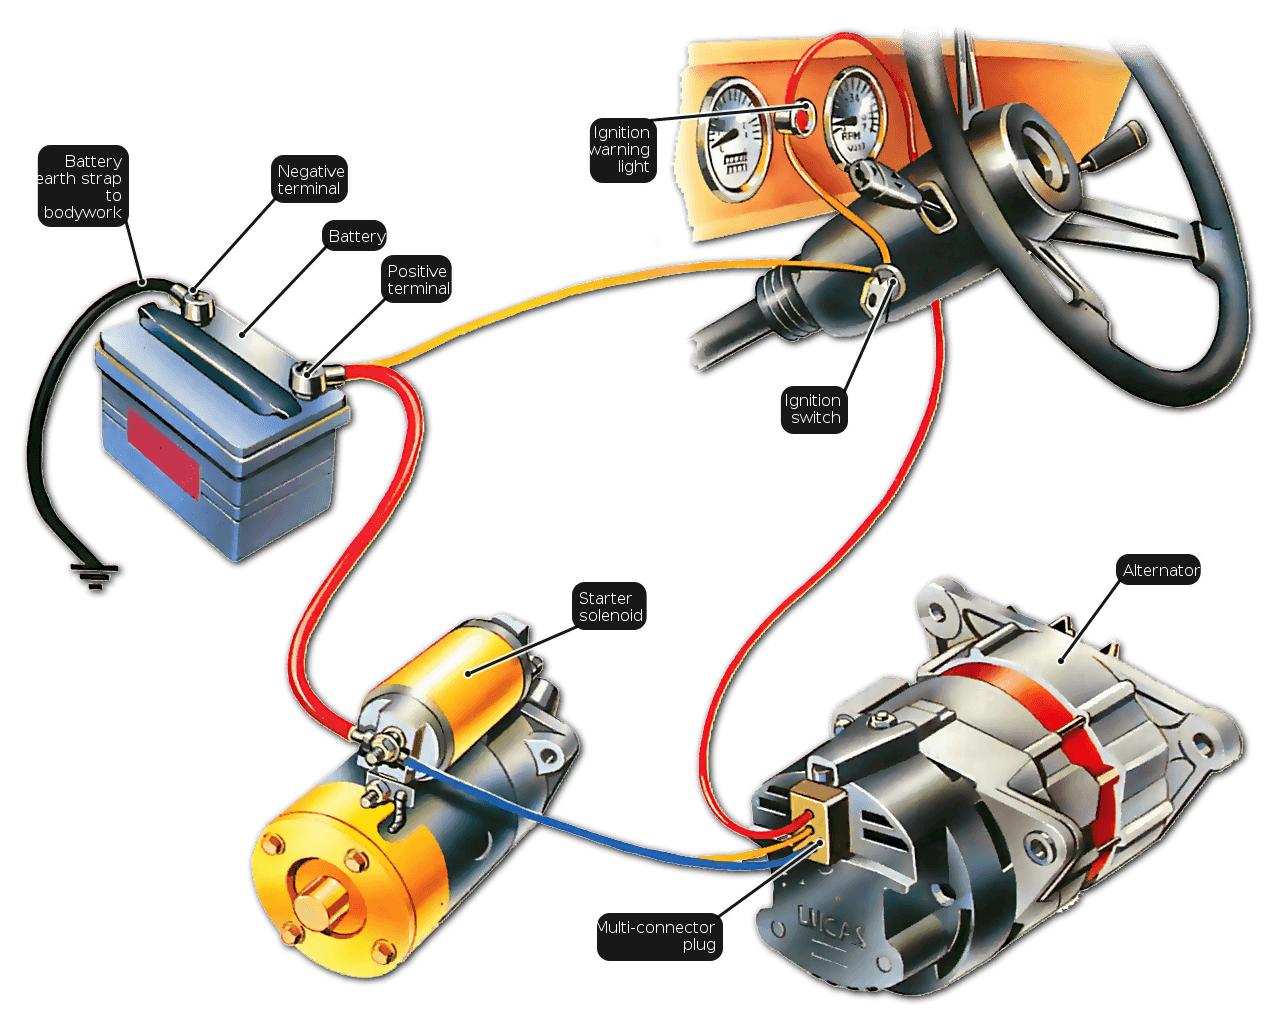 Ignition
warning
light
RPM
Battery
earth strap
to
bodywork
Negative
terminal
Battery
Positive
terminal
Ignition
switch
Starter
solenoid
Alternator
Multi-connector
plug
LUCAS